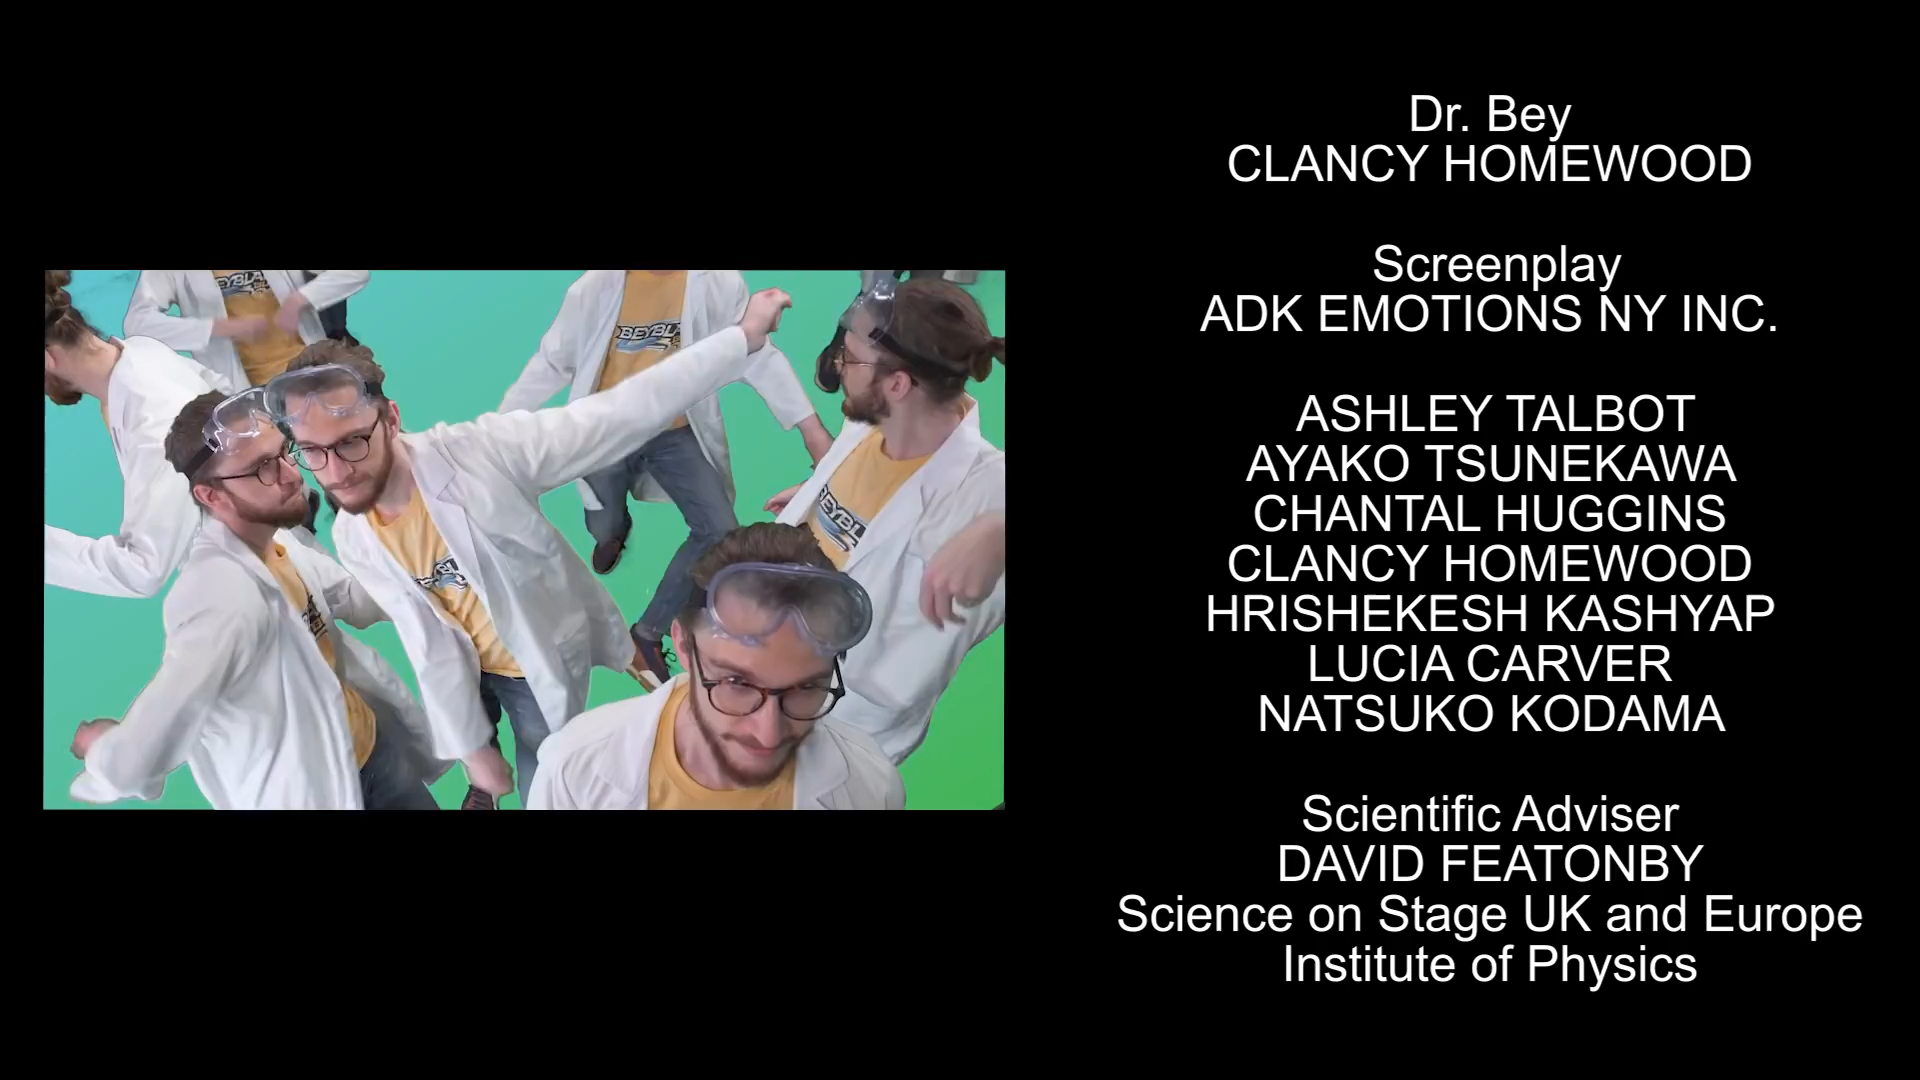 Dr. Bey
CLANCY HOMEWOOD
Screenplay
ADK EMOTIONS NY INC.
ASHLEY TALBOT
AYAKO TSUNEKAWA
CHANTAL HUGGINS
CLANCY HOMEWOOD
HRISHEKESH KASHYAP
LUCIA CARVER
NATSUKO KODAMA
Scientific Adviser
DAVID FEATONBY
Science on Stage UK and Europe
Institute of Physics